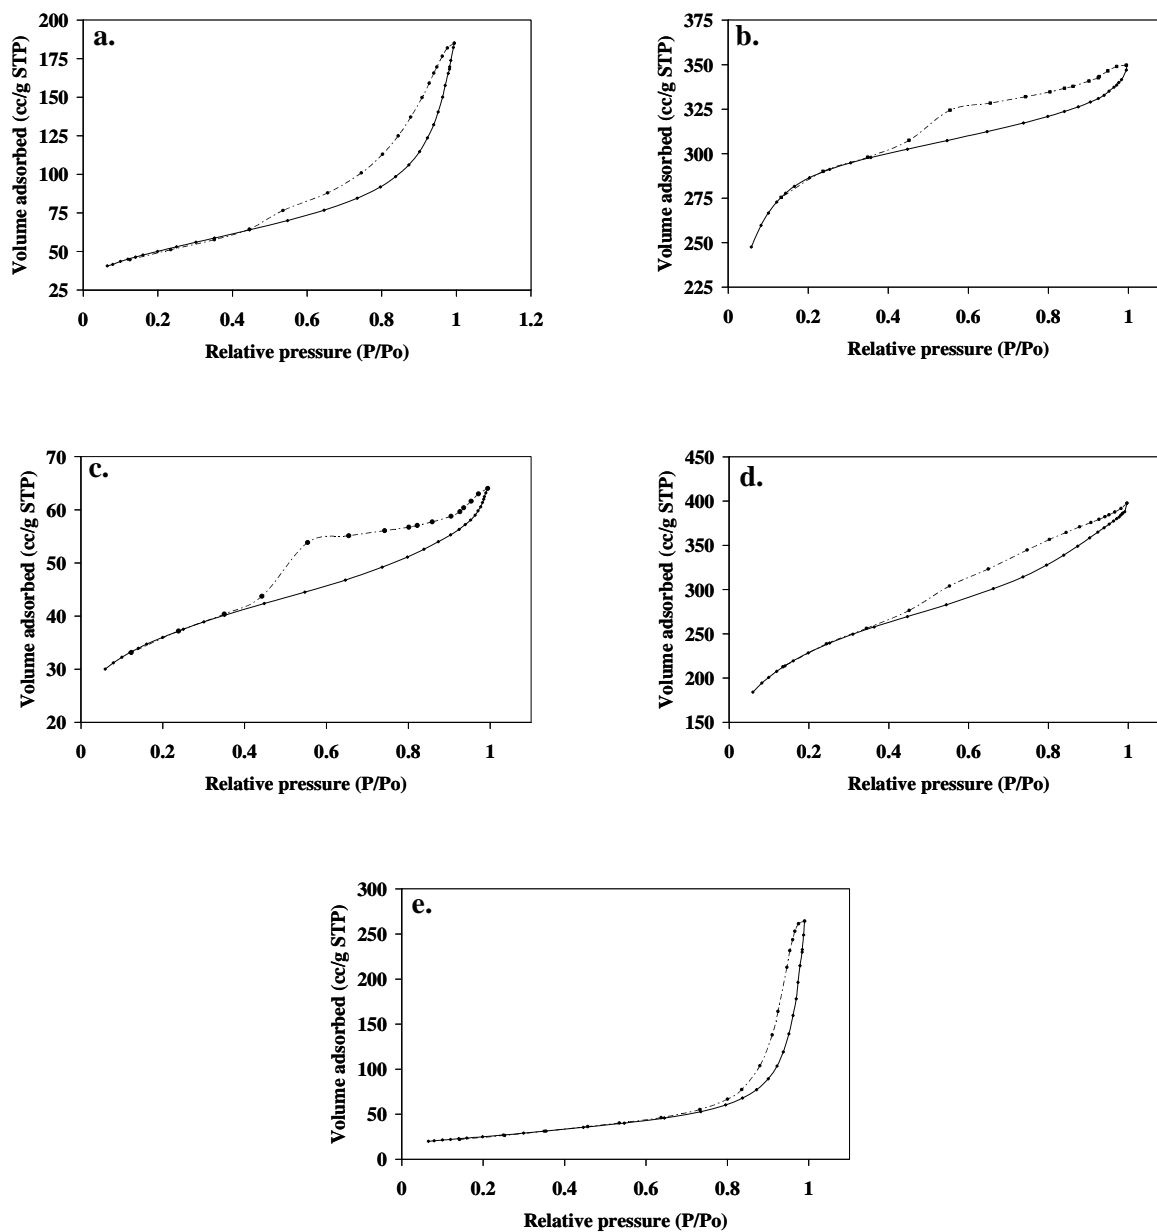 a.
Volume adsorbed (cc/g STP)
200
175
150
125
100
75
50
25
0 0.2 0.4 0.6 0.8 1 1.2
Relative pressure (P/Po)
b.
Volume adsorbed (cc/g STP)
375
350
325
300
275
250
225
0 0.2 0.4 0.6 0.8 1
Relative pressure (P/Po)
c.
Volume adsorbed (cc/g STP)
70
60
50
40
30
20
0 0.2 0.4 0.6 0.8 1
Relative pressure (P/Po)
d.
Volume adsorbed (cc/g STP)
450
400
350
300
250
200
150
0 0.2 0.4 0.6 0.8 1
Relative pressure (P/Po)
e.
Volume adsorbed (cc/g STP)
300
250
200
150
100
50
0
0 0.2 0.4 0.6 0.8 1
Relative pressure (P/Po)